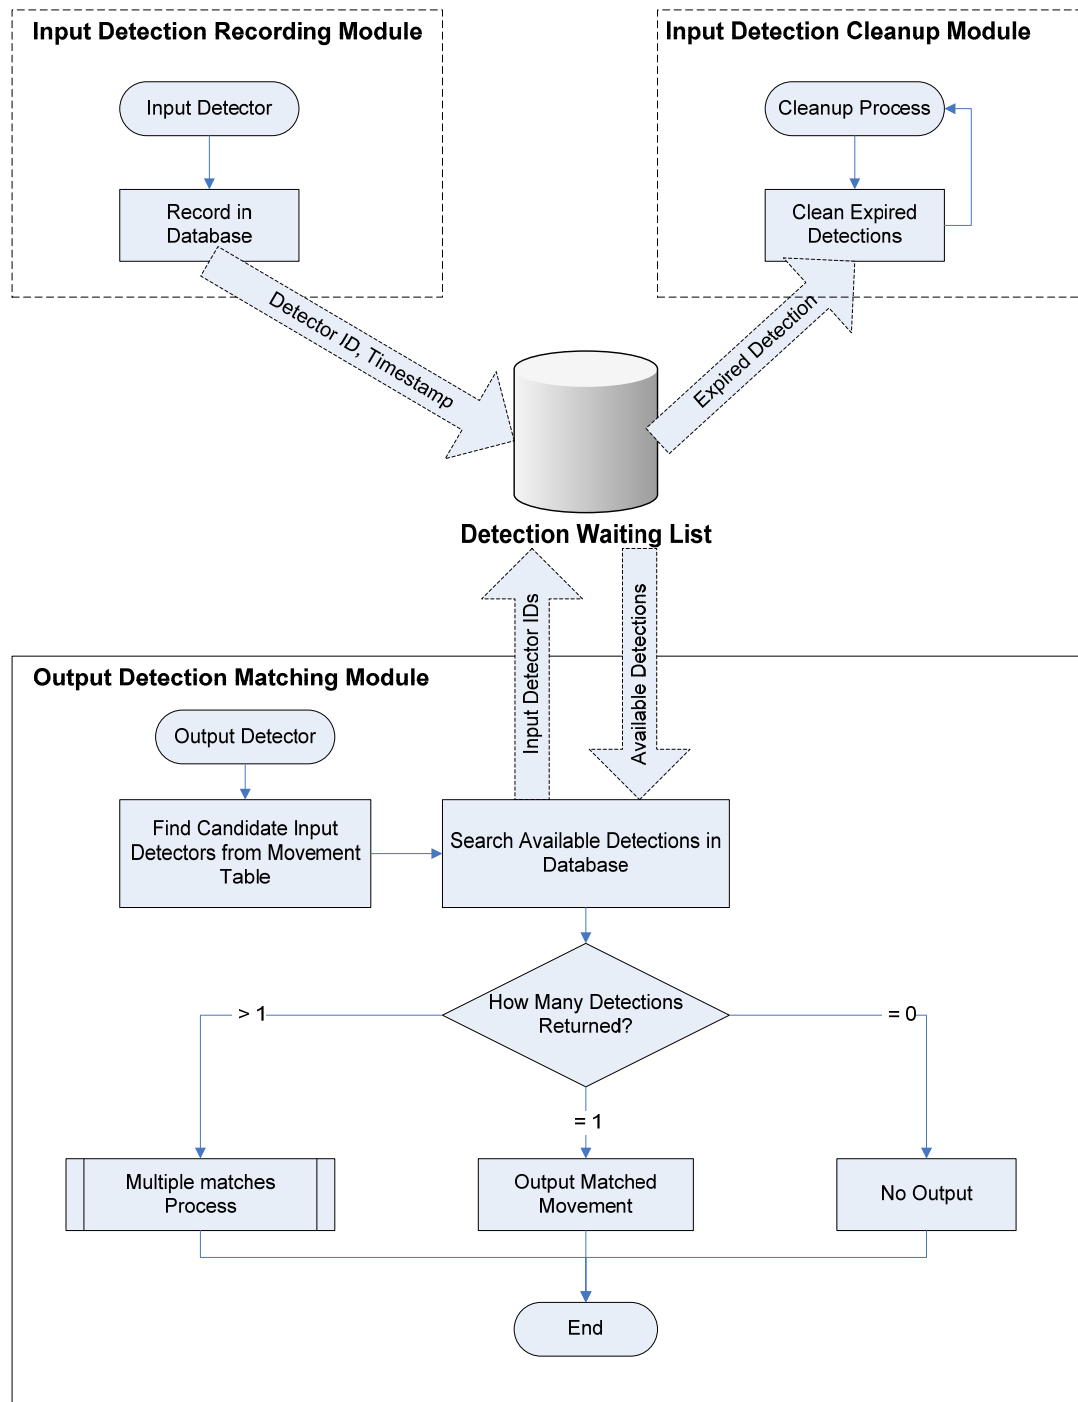 Input Detection Recording Module
Input Detector
Record in
Database
Detector ID, Timestamp
Input Detection Cleanup Module
Cleanup Process
Clean Expired
Detections
Expired Detection
Detection Waiting List
Input Detector IDs
Available Detections
Output Detection Matching Module
Output Detector
Find Candidate Input
Detectors from Movement
Table
Search Available Detections in
Database
How Many Detections
Returned?
> 1
= 1
= 0
Multiple matches
Process
Output Matched
Movement
No Output
End